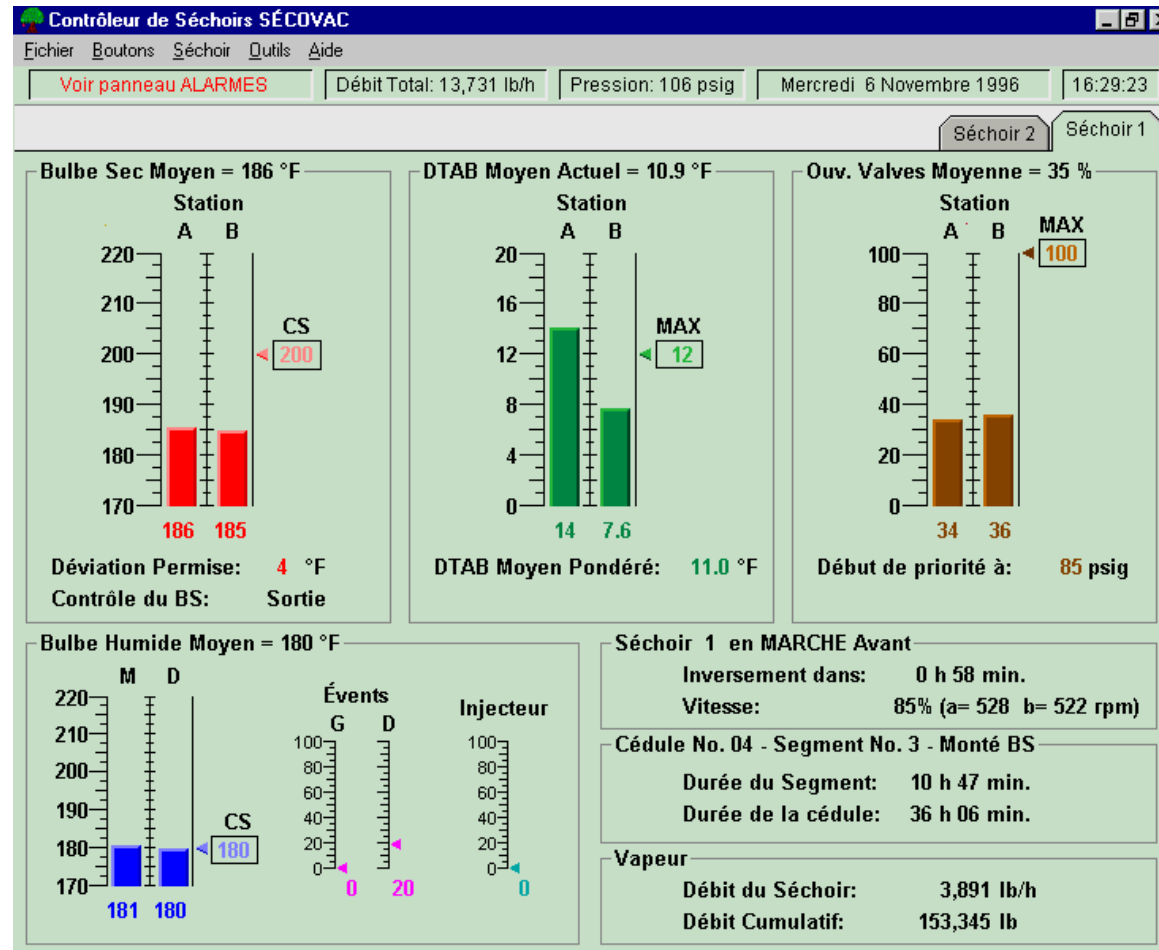 Contrôleur de Séchoirs SÉCOVAC
Fichier Boutons Séchoir Outils Aide
Voir panneau ALARMES Débit Total: 13,731 lb/h Pression: 106 psig Mercredi 6 Novembre 1996 16:29:23
Séchoir 2 Séchoir 1
Bulbe Sec Moyen = 186 °F
Station
A B
220
210
200
190
180
170
CS
200
186 185
Déviation Permise: 4 °F
Contrôle du BS: Sortie
DTAB Moyen Actuel = 10.9 °F
Station
A B
20
16
12
8
4
0
MAX
12
14 7.6
DTAB Moyen Pondéré: 11.0 °F
Ouv. Valves Moyenne = 35 %
Station
A B
100
80
60
40
20
0
MAX
100
34 36
Début de priorité à: 85 psig
Bulbe Humide Moyen = 180 °F
M D
220
210
200
190
180
170
CS
180
181 180
Évents
G D
100
80
60
40
20
0
0 20
Injecteur
100
80
60
40
20
0
0
Séchoir 1 en MARCHE Avant
Inversement dans: 0 h 58 min.
Vitesse: 85% (a= 528 b= 522 rpm)
Cédule No. 04 - Segment No. 3 - Monté BS
Durée du Segment: 10 h 47 min.
Durée de la cédule: 36 h 06 min.
Vapeur
Débit du Séchoir: 3,891 lb/h
Débit Cumulatif: 153,345 lb